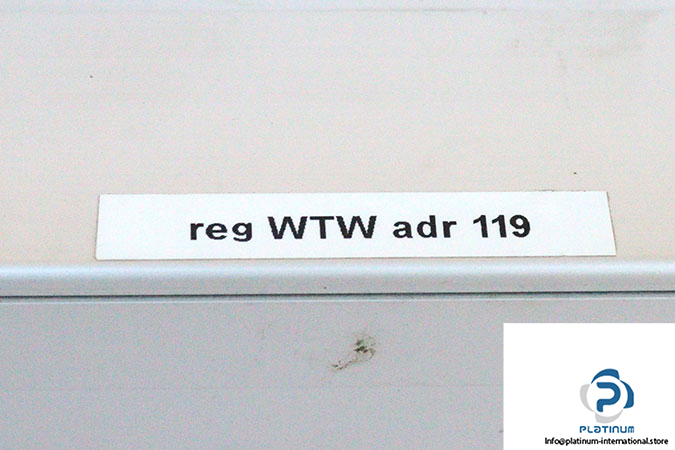 reg WTW adr 119
PLATINUM
Info@platinum-international.store